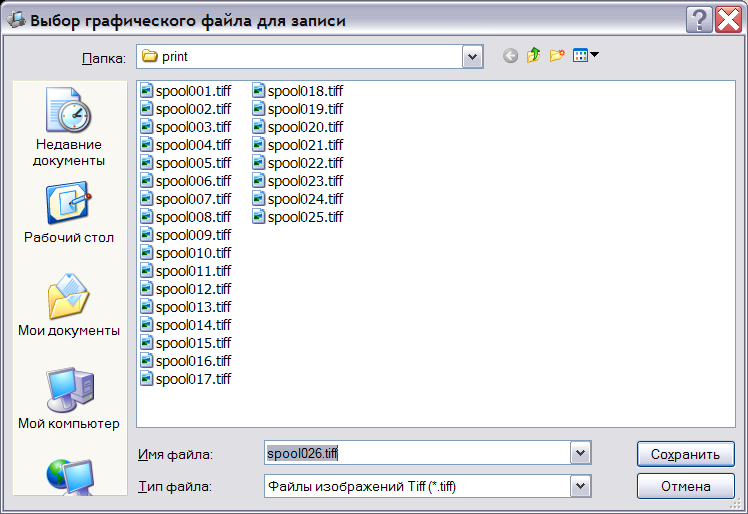 Выбор графического файла для записи
?
Папка:
print
Недавние
документы
Рабочий стол
Мои документы
Мой компьютер
spool001.tiff
spool002.tiff
spool003.tiff
spool004.tiff
spool005.tiff
spool006.tiff
spool007.tiff
spool008.tiff
spool009.tiff
spool010.tiff
spool011.tiff
spool012.tiff
spool013.tiff
spool014.tiff
spool015.tiff
spool016.tiff
spool017.tiff
spool018.tiff
spool019.tiff
spool020.tiff
spool021.tiff
spool022.tiff
spool023.tiff
spool024.tiff
spool025.tiff
Имя файла:
spool026.tiff
Сохранить
Тип файла:
Файлы изображений Tiff (*.tiff)
Отмена